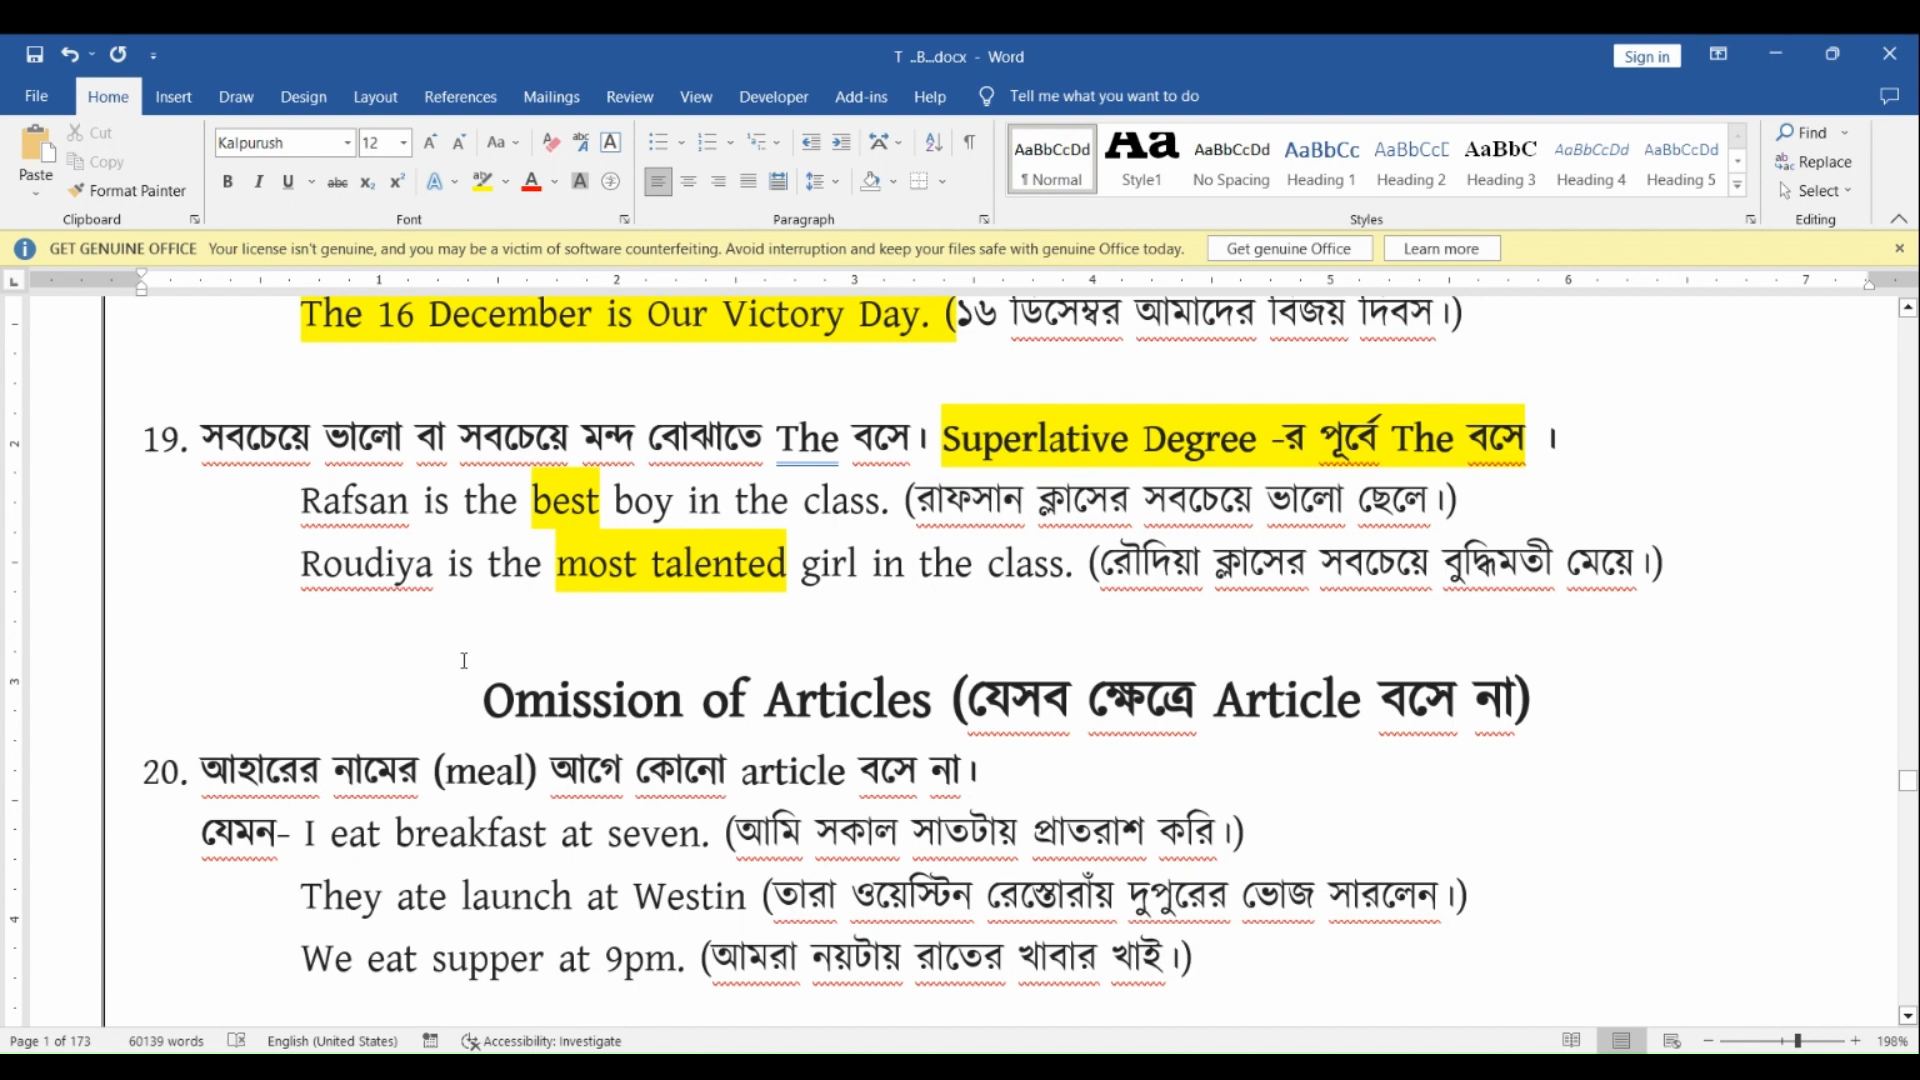 T ..B...docx - Word
Sign in
File Home Insert Draw Design Layout References Mailings Review View Developer Add-ins Help Tell me what you want to do
Paste
Cut
Copy
Format Painter
Clipboard
Kalpurush 12
Font
Paragraph
AaBbCcDd Aa AaBbCcDd AaBbCc AaBbCcD AaBbC AaBbCcDd AaBbCcDd
¶ Normal Style1 No Spacing Heading 1 Heading 2 Heading 3 Heading 4 Heading 5
Styles
Find
Replace
Select
Editing
GET GENUINE OFFICE Your license isn't genuine, and you may be a victim of software counterfeiting. Avoid interruption and keep your files safe with genuine Office today. Get genuine Office Learn more
1 2 3 4 5 6 7
The 16 December is Our Victory Day. (১৬ ডিসেম্বর আমাদের বিজয় দিবস।)
19. সবচেয়ে ভালো বা সবচেয়ে মন্দ বোঝাতে The বসে। Superlative Degree -র পূর্বে The বসে ।
Rafsan is the best boy in the class. (রাফসান ক্লাসের সবচেয়ে ভালো ছেলে।)
Roudiya is the most talented girl in the class. (রৌদিয়া ক্লাসের সবচেয়ে বুদ্ধিমতী মেয়ে।)
Omission of Articles (যেসব ক্ষেত্রে Article বসে না)
20. আহারের নামের (meal) আগে কোনো article বসে না।
যেমন- I eat breakfast at seven. (আমি সকাল সাতটায় প্রাতরাশ করি।)
They ate launch at Westin (তারা ওয়েস্টিন রেস্তোরাঁয় দুপুরের ভোজ সারলেন।)
We eat supper at 9pm. (আমরা নয়টায় রাতের খাবার খাই।)
Page 1 of 173 60139 words English (United States) Accessibility: Investigate 198%